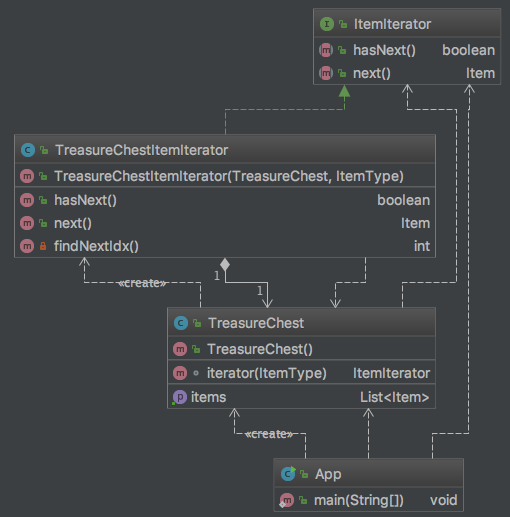 ItemIterator
hasNext() boolean
next() Item
TreasureChestItemIterator
TreasureChestItemIterator(TreasureChest, ItemType)
hasNext() boolean
next() Item
findNextIdx() int
1
«create»
1
TreasureChest
TreasureChest()
iterator(ItemType) ItemIterator
items List<Item>
«create»
App
main(String[]) void